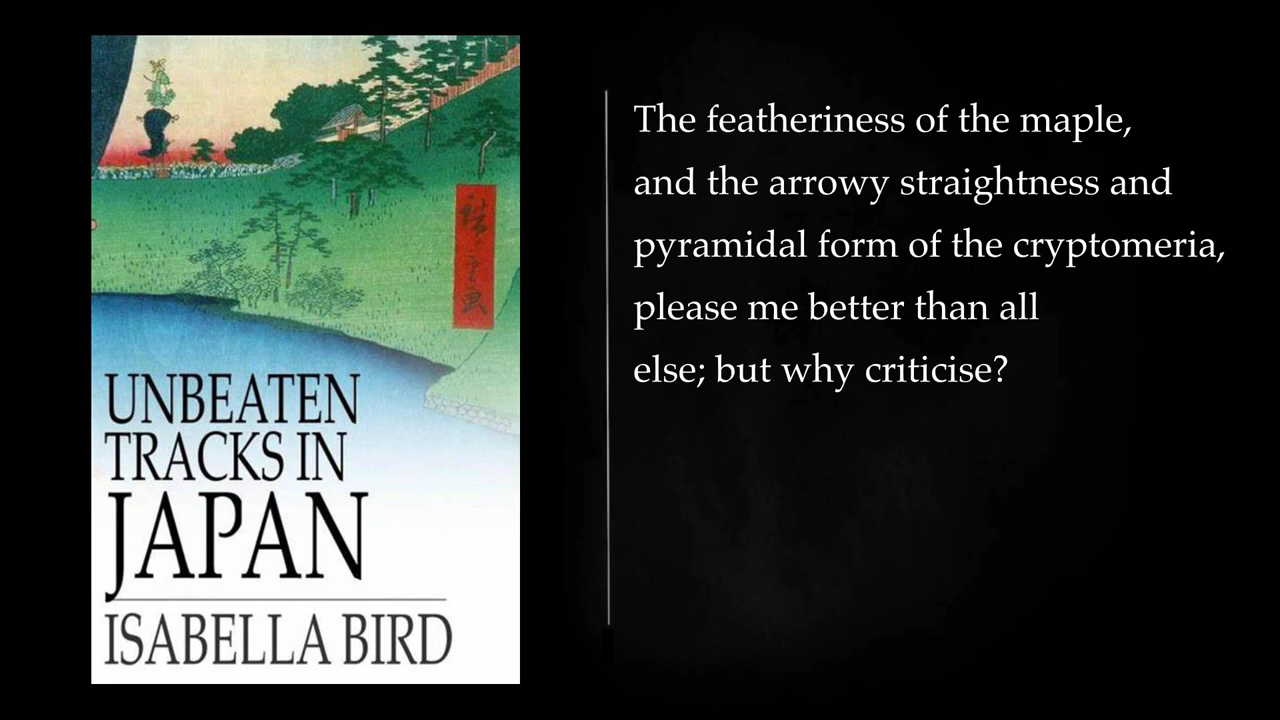 UNBEATEN
TRACKS IN
JAPAN
ISABELLA BIRD
The featheriness of the maple,
and the arrowy straightness and
pyramidal form of the cryptomeria,
please me better than all
else; but why criticise?